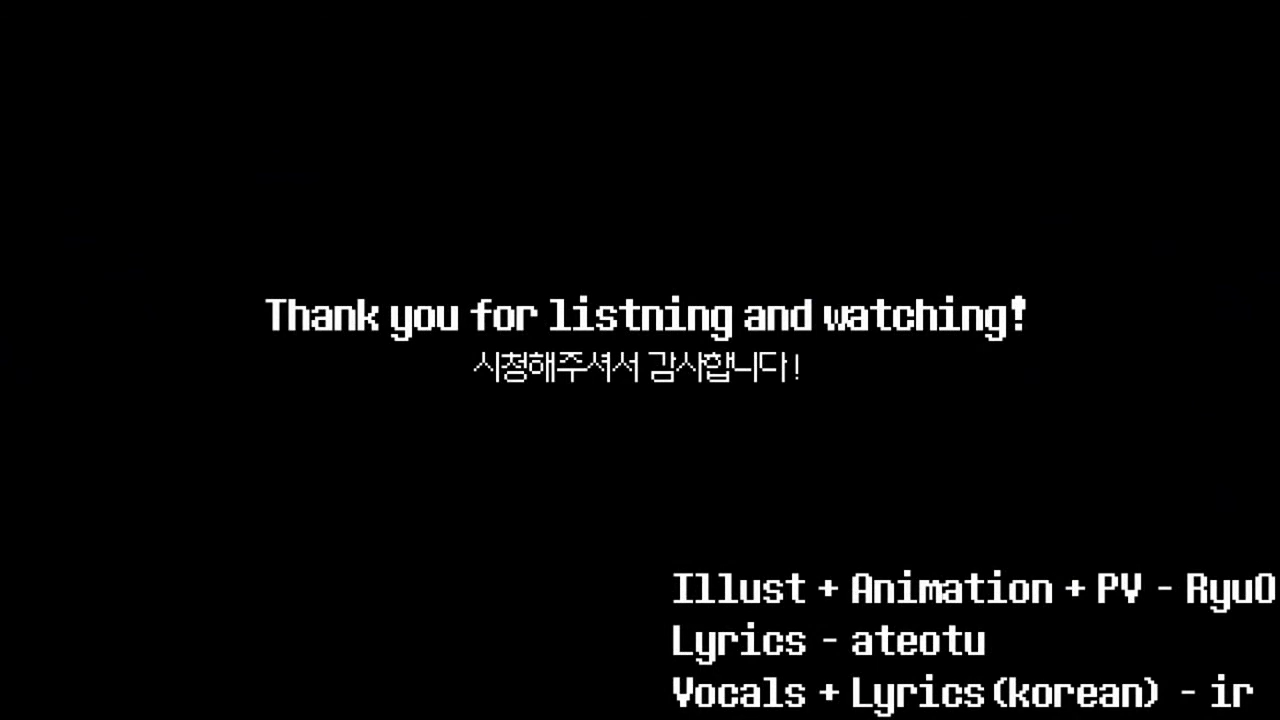 Thank you for listning and watching!
시청해주셔서 감사합니다!
Illust + Animation + PV - RyuO
Lyrics - ateotu
Vocals + Lyrics(korean) - ir